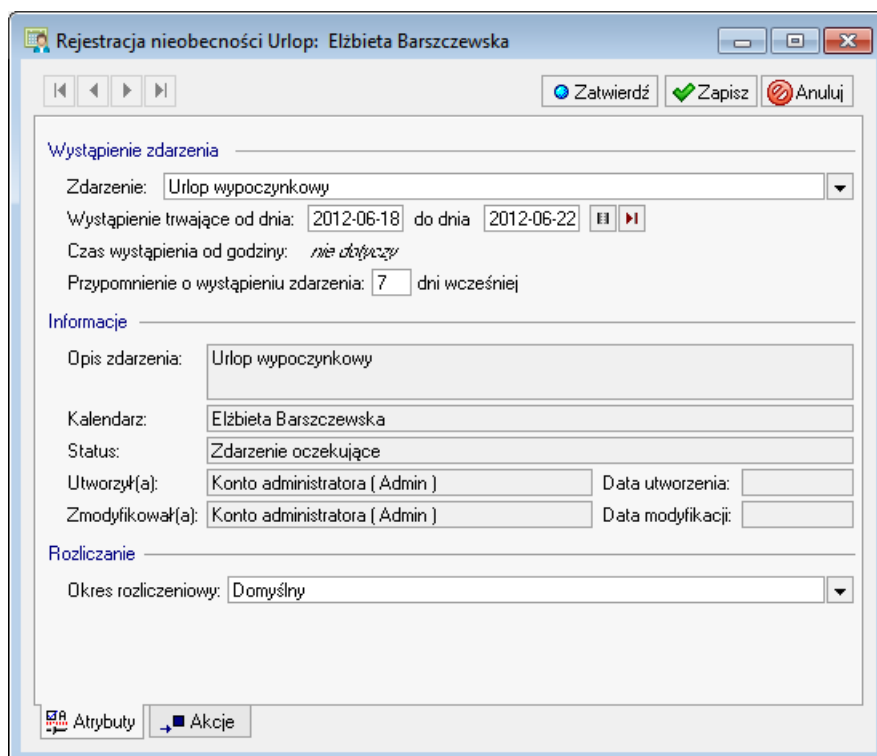 Rejestracja nieobecności Urlop: Elżbieta Barszczewska
Zatwierdź Zapisz Anuluj
Wystąpienie zdarzenia
Zdarzenie: Urlop wypoczynkowy
Wystąpienie trwające od dnia: 2012-06-18 do dnia 2012-06-22
Czas wystąpienia od godziny: nie dotyczy
Przypomnienie o wystąpieniu zdarzenia: 7 dni wcześniej
Informacje
Opis zdarzenia: Urlop wypoczynkowy
Kalendarz: Elżbieta Barszczewska
Status: Zdarzenie oczekujące
Utworzył(a): Konto administratora ( Admin ) Data utworzenia:
Zmodyfikował(a): Konto administratora ( Admin ) Data modyfikacji:
Rozliczanie
Okres rozliczeniowy: Domyślny
Atrybuty Akcje